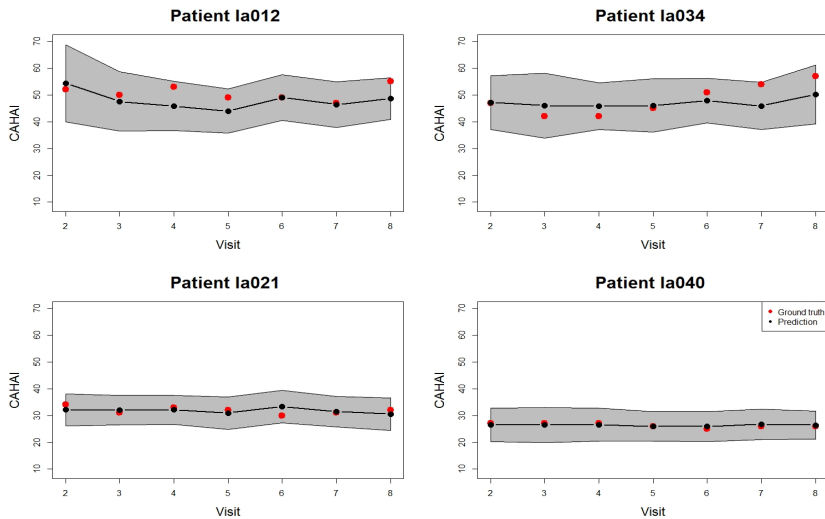 Patient la012
CAHAI
70
60
50
40
30
20
10
2 3 4 5 6 7 8
Visit
Patient la034
CAHAI
70
60
50
40
30
20
10
2 3 4 5 6 7 8
Visit
Patient la021
CAHAI
70
60
50
40
30
20
10
2 3 4 5 6 7 8
Visit
Patient la040
Ground truth
Prediction
CAHAI
70
60
50
40
30
20
10
2 3 4 5 6 7 8
Visit